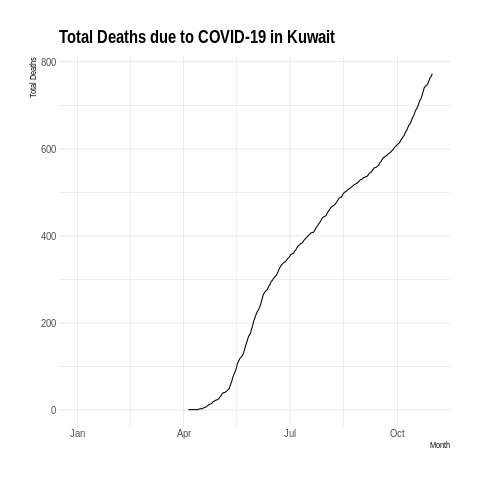 Total Deaths due to COVID-19 in Kuwait
Total Deaths
800
600
400
200
0
Jan Apr Jul Oct
Month